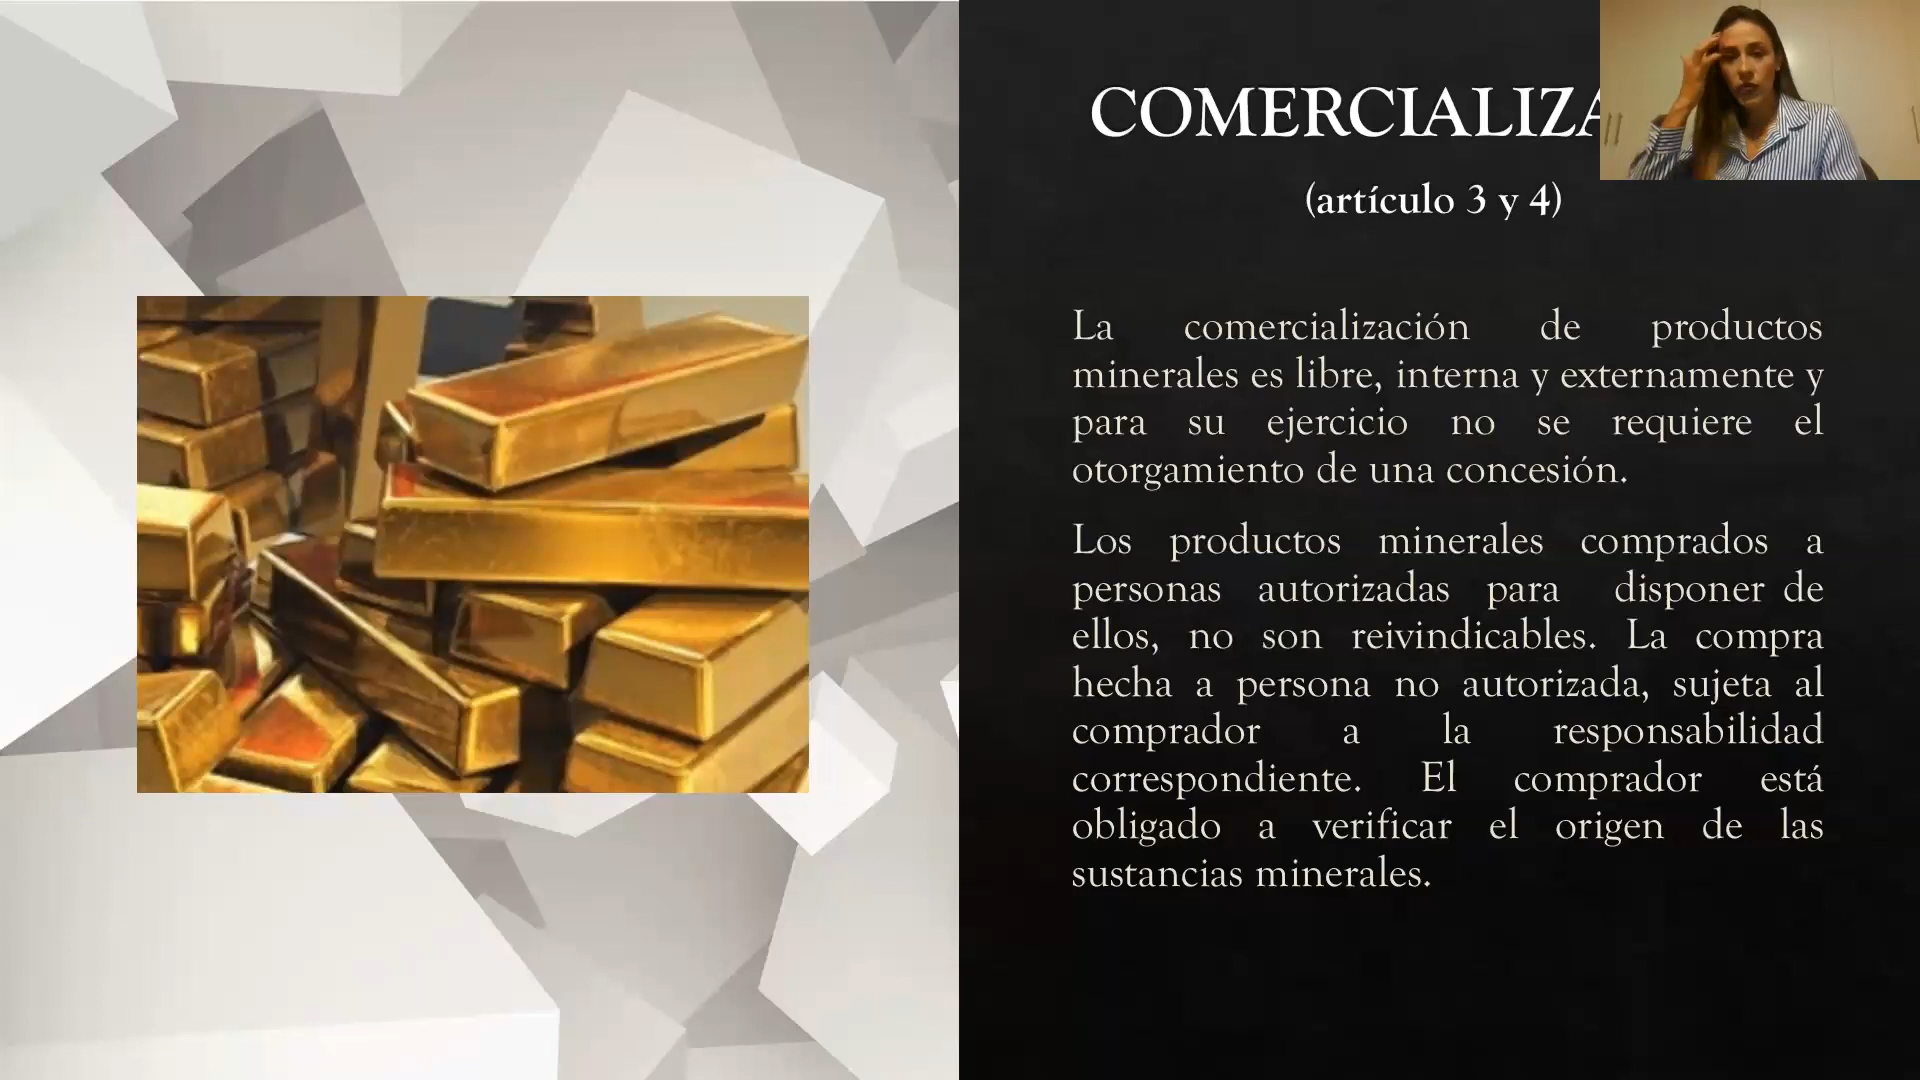 COMERCIALIZA
(artículo 3 y 4)
La comercialización de productos
minerales es libre, interna y externamente y
para su ejercicio no se requiere el
otorgamiento de una concesión.
Los productos minerales comprados a
personas autorizadas para disponer de
ellos, no son reivindicables. La compra
hecha a persona no autorizada, sujeta al
comprador a la responsabilidad
correspondiente. El comprador está
obligado a verificar el origen de las
sustancias minerales.